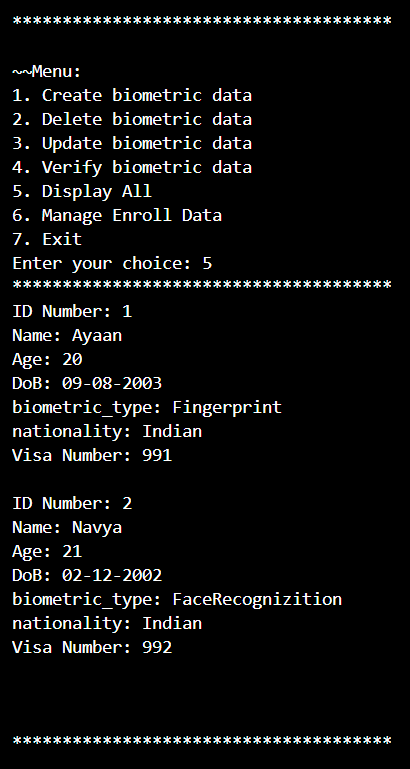 **************************************
~~Menu:
1. Create biometric data
2. Delete biometric data
3. Update biometric data
4. Verify biometric data
5. Display All
6. Manage Enroll Data
7. Exit
Enter your choice: 5
**************************************
ID Number: 1
Name: Ayaan
Age: 20
DoB: 09-08-2003
biometric_type: Fingerprint
nationality: Indian
Visa Number: 991
ID Number: 2
Name: Navya
Age: 21
DoB: 02-12-2002
biometric_type: FaceRecognizition
nationality: Indian
Visa Number: 992
**************************************